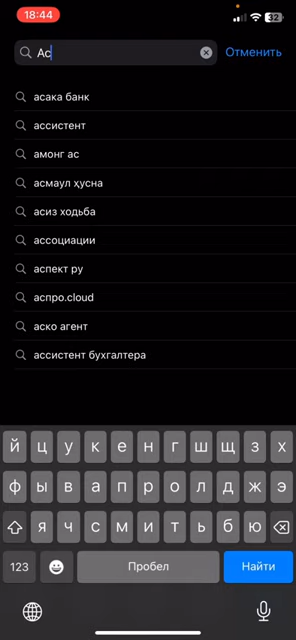 18:44
32
Ас
Отменить
асака банк
ассистент
амонг ас
асмаул ҳусна
асиз ходьба
ассоциации
аспект ру
аспро.cloud
аско агент
ассистент бухгалтера
й ц у к е н г ш щ з х
ф ы в а п р о л д ж э
я ч с м и т ь б ю
123
Пробел
Найти